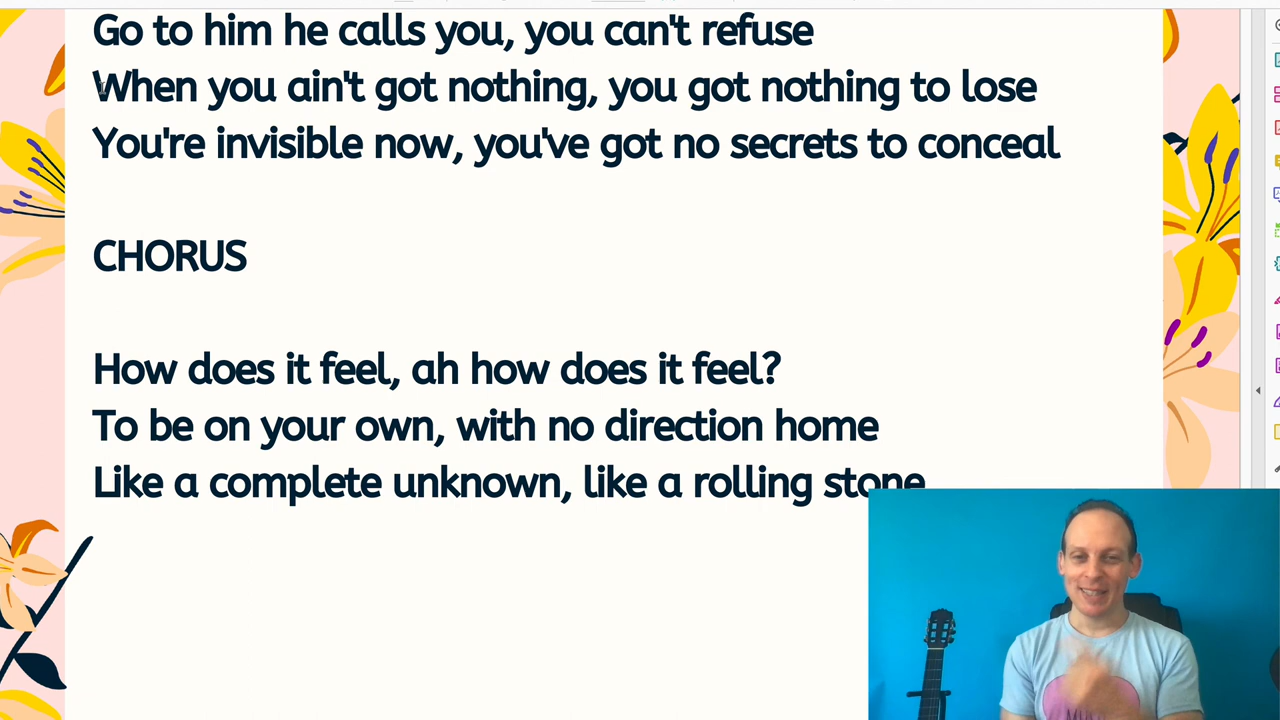 Go to him he calls you, you can't refuse
When you ain't got nothing, you got nothing to lose
You're invisible now, you've got no secrets to conceal
CHORUS
How does it feel, ah how does it feel?
To be on your own, with no direction home
Like a complete unknown, like a rolling stone